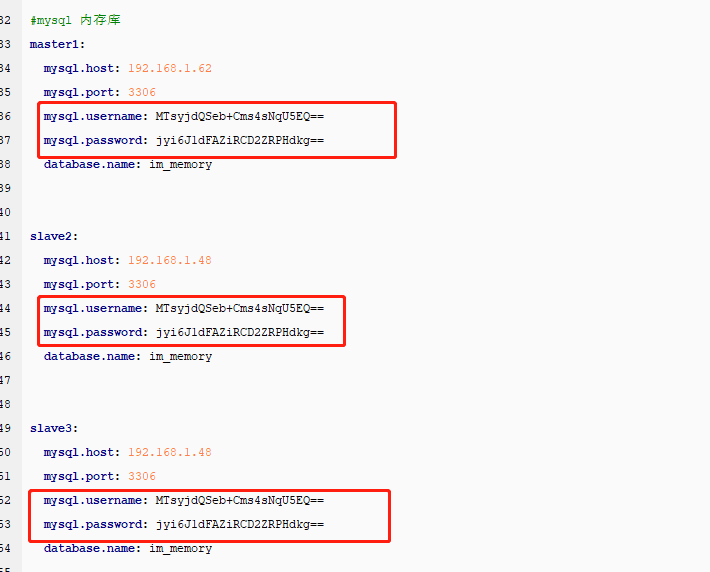 32 #mysql 内存库
33 master1:
34 mysql.host: 192.168.1.62
35 mysql.port: 3306
36 mysql.username: MTsyjdQSeb+Cms4sNqU5EQ==
37 mysql.password: jyi6JldFAZiRCD2ZRPHdkg==
38 database.name: im_memory
39
40
41 slave2:
42 mysql.host: 192.168.1.48
43 mysql.port: 3306
44 mysql.username: MTsyjdQSeb+Cms4sNqU5EQ==
45 mysql.password: jyi6JldFAZiRCD2ZRPHdkg==
46 database.name: im_memory
47
48
49 slave3:
50 mysql.host: 192.168.1.48
51 mysql.port: 3306
52 mysql.username: MTsyjdQSeb+Cms4sNqU5EQ==
53 mysql.password: jyi6JldFAZiRCD2ZRPHdkg==
54 database.name: im_memory